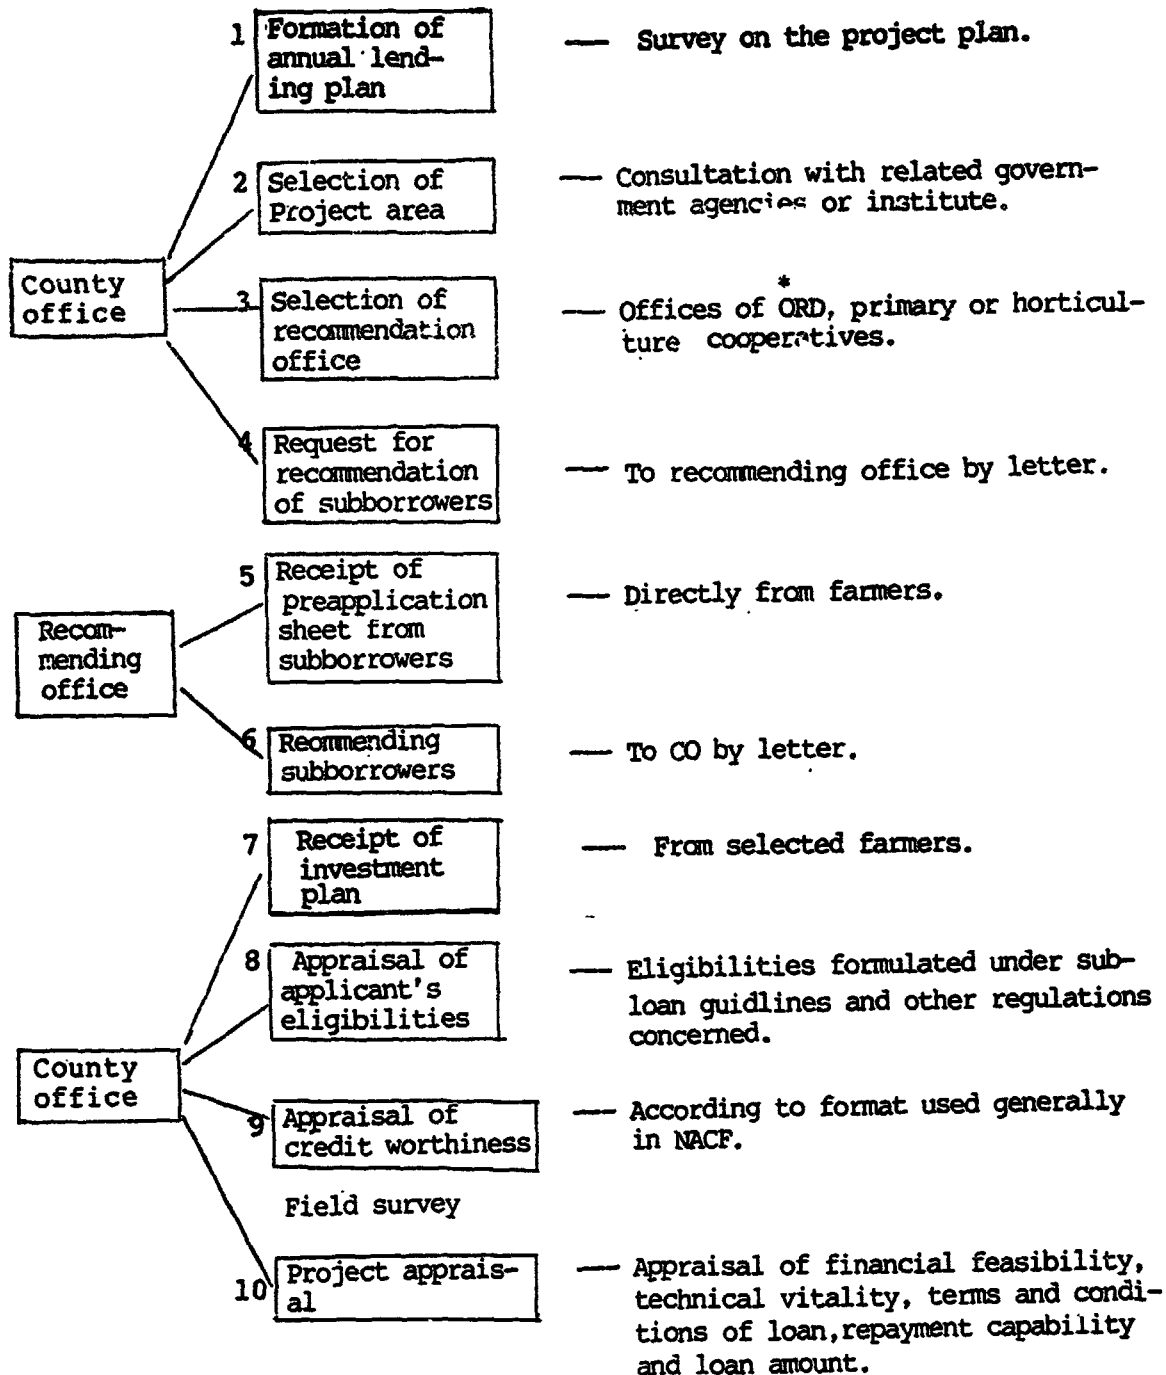 1 Formation of
annual lend-
ing plan
— Survey on the project plan.
2 Selection of
Project area
— Consultation with related govern-
ment agencies or institute.
County
office
3 Selection of
recommendation
office
*
— Offices of ORD, primary or horticul-
ture cooperatives.
4 Request for
recommendation
of subborrowers
— To recommending office by letter.
5 Receipt of
preapplication
sheet from
subborrowers
— Directly from farmers.
Recom-
mending
office
6 Reommending
subborrowers
— To CO by letter.
7 Receipt of
investment
plan
— From selected farmers.
8 Appraisal of
applicant's
eligibilities
— Eligibilities formulated under sub-
loan guidlines and other regulations
concerned.
County
office
9 Appraisal of
credit worthiness
— According to format used generally
in NACF.
Field survey
10 Project apprais-
al
— Appraisal of financial feasibility,
technical vitality, terms and condi-
tions of loan,repayment capability
and loan amount.